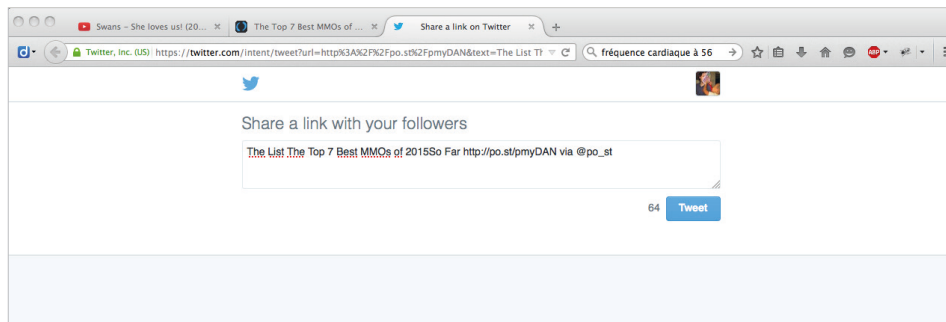 Swans – She loves us! (20...
The Top 7 Best MMOs of ...
Share a link on Twitter
Twitter, Inc. (US) https://twitter.com/intent/tweet?url=http%3A%2F%2Fpo.st%2FpmyDAN&text=The List Th
fréquence cardiaque à 56
ABP
Share a link with your followers
The List The Top 7 Best MMOs of 2015So Far http://po.st/pmyDAN via @po_st
64 Tweet